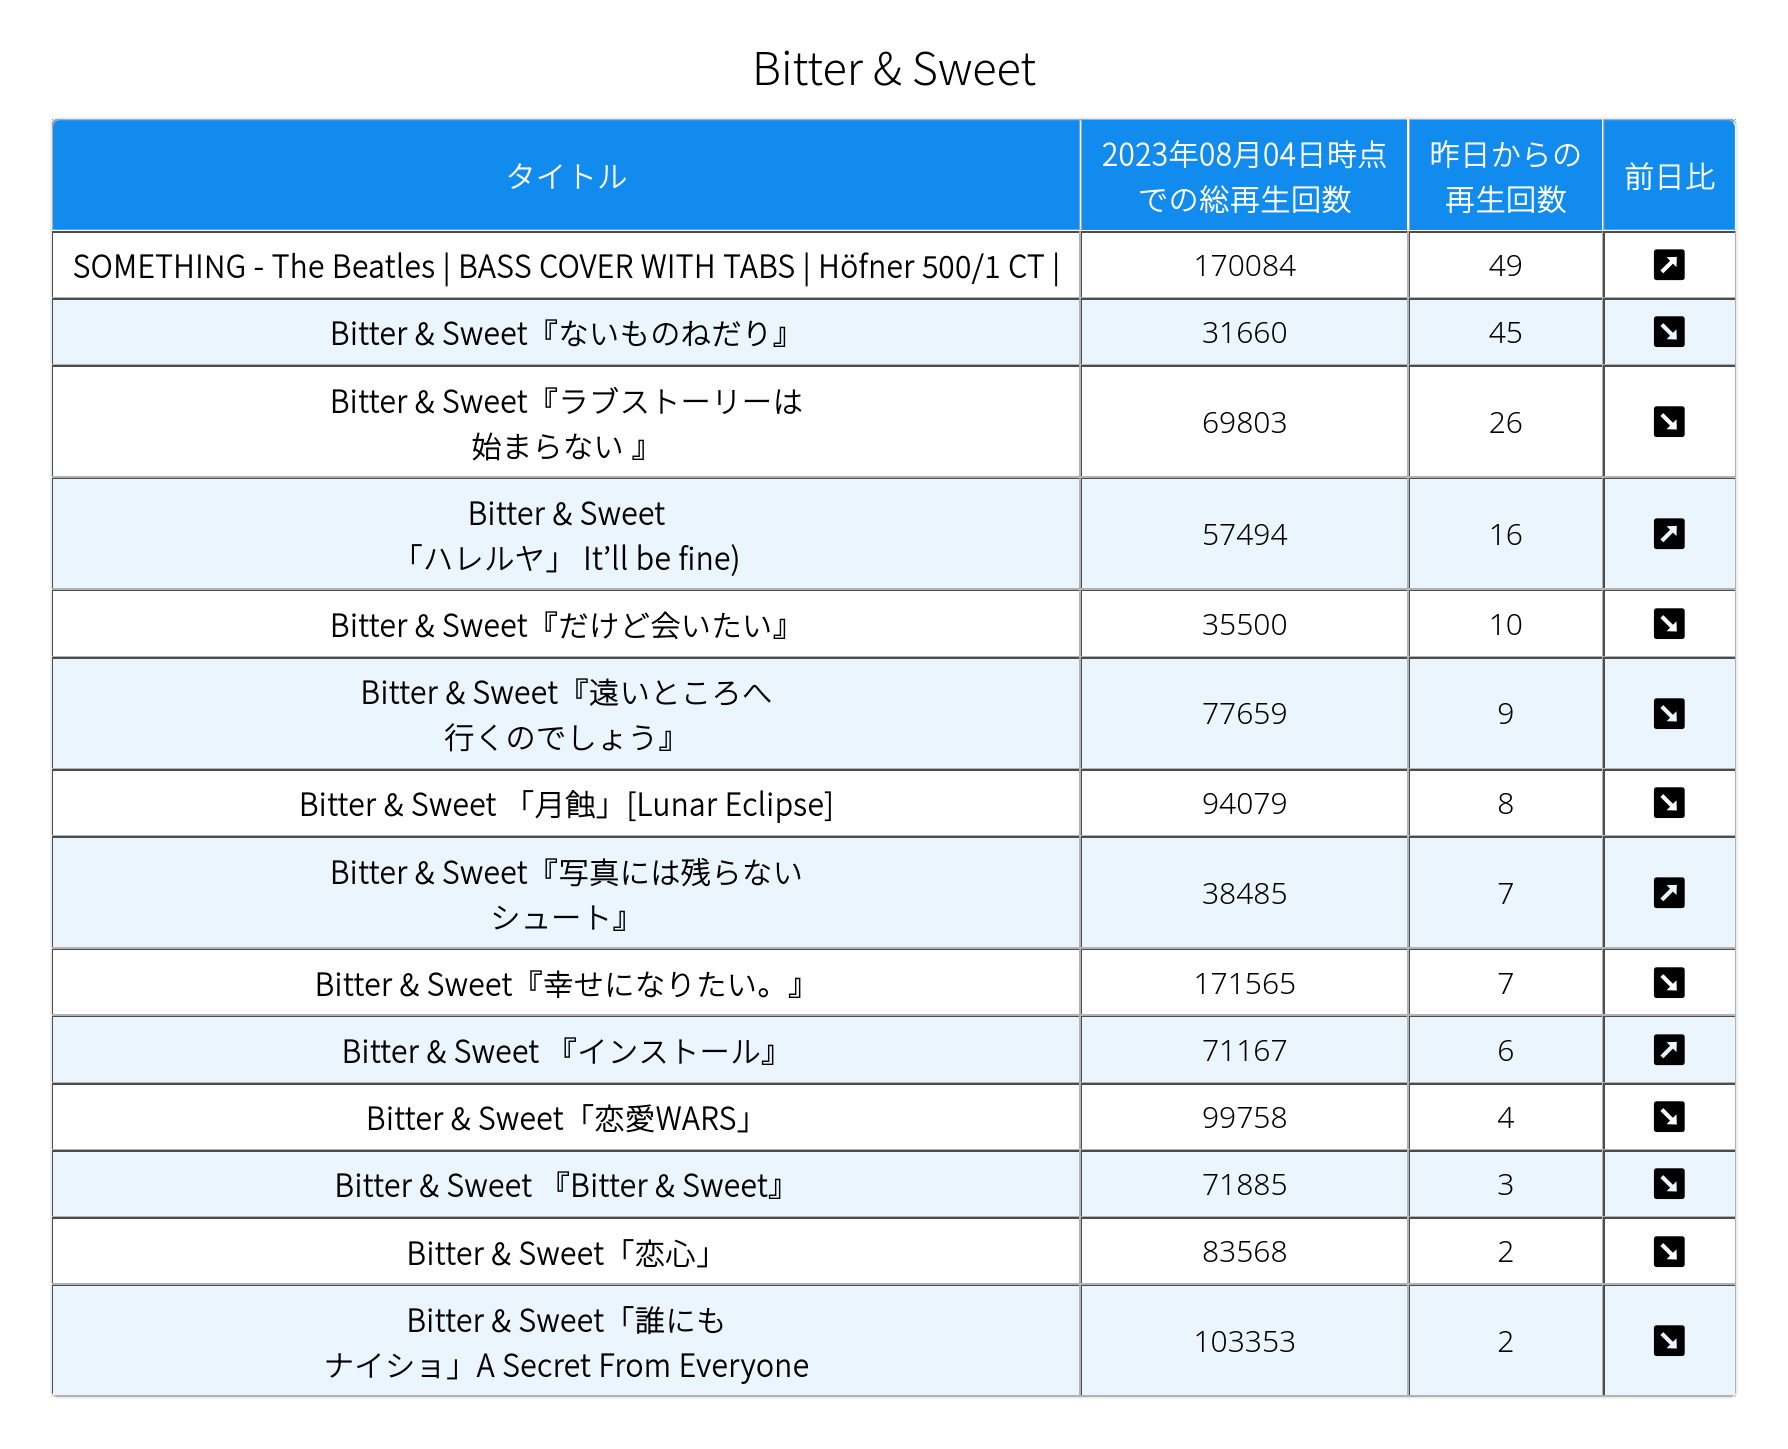 Bitter & Sweet
タイトル
2023年08月04日時点
での総再生回数
昨日からの
再生回数
前日比
SOMETHING - The Beatles | BASS COVER WITH TABS | Höfner 500/1 CT |
170084
49
Bitter & Sweet『ないものねだり』
31660
45
Bitter & Sweet『ラブストーリーは
始まらない 』
69803
26
Bitter & Sweet
「ハレルヤ」 It’ll be fine)
57494
16
Bitter & Sweet『だけど会いたい』
35500
10
Bitter & Sweet『遠いところへ
行くのでしょう』
77659
9
Bitter & Sweet 「月蝕」[Lunar Eclipse]
94079
8
Bitter & Sweet『写真には残らない
シュート』
38485
7
Bitter & Sweet『幸せになりたい。』
171565
7
Bitter & Sweet 『インストール』
71167
6
Bitter & Sweet「恋愛WARS」
99758
4
Bitter & Sweet 『Bitter & Sweet』
71885
3
Bitter & Sweet「恋心」
83568
2
Bitter & Sweet「誰にも
ナイショ」A Secret From Everyone
103353
2